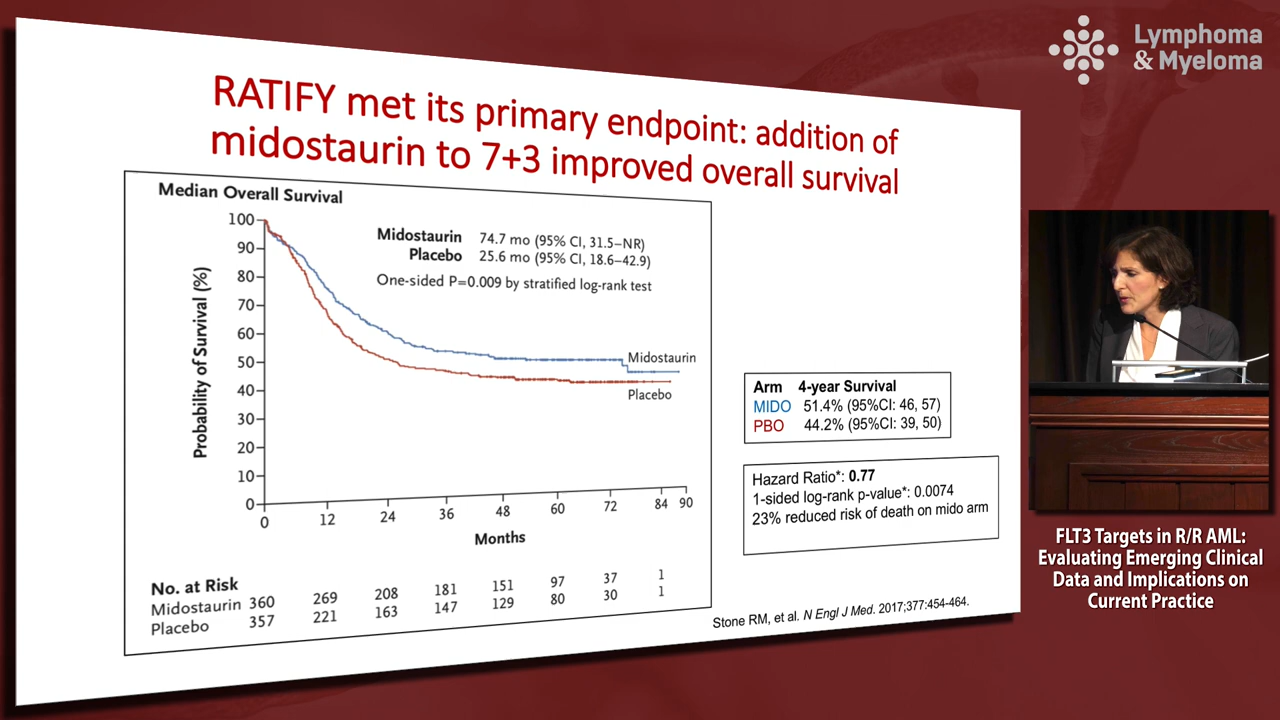 Lymphoma
& Myeloma
RATIFY met its primary endpoint: addition of
midostaurin to 7+3 improved overall survival
Median Overall Survival
Midostaurin 74.7 mo (95% CI, 31.5–NR)
Placebo 25.6 mo (95% CI, 18.6–42.9)
One-sided P=0.009 by stratified log-rank test
Probability of Survival (%)
100
90
80
70
60
50
40
30
20
10
0
Midostaurin
Placebo
0 12 24 36 48 60 72 84 90
Months
No. at Risk
Midostaurin 360 269 208 181 151 97 37 1
Placebo 357 221 163 147 129 80 30 1
Arm 4-year Survival
MIDO 51.4% (95%CI: 46, 57)
PBO 44.2% (95%CI: 39, 50)
Hazard Ratio*: 0.77
1-sided log-rank p-value*: 0.0074
23% reduced risk of death on mido arm
Stone RM, et al. N Engl J Med. 2017;377:454-464.
FLT3 Targets in R/R AML:
Evaluating Emerging Clinical
Data and Implications on
Current Practice